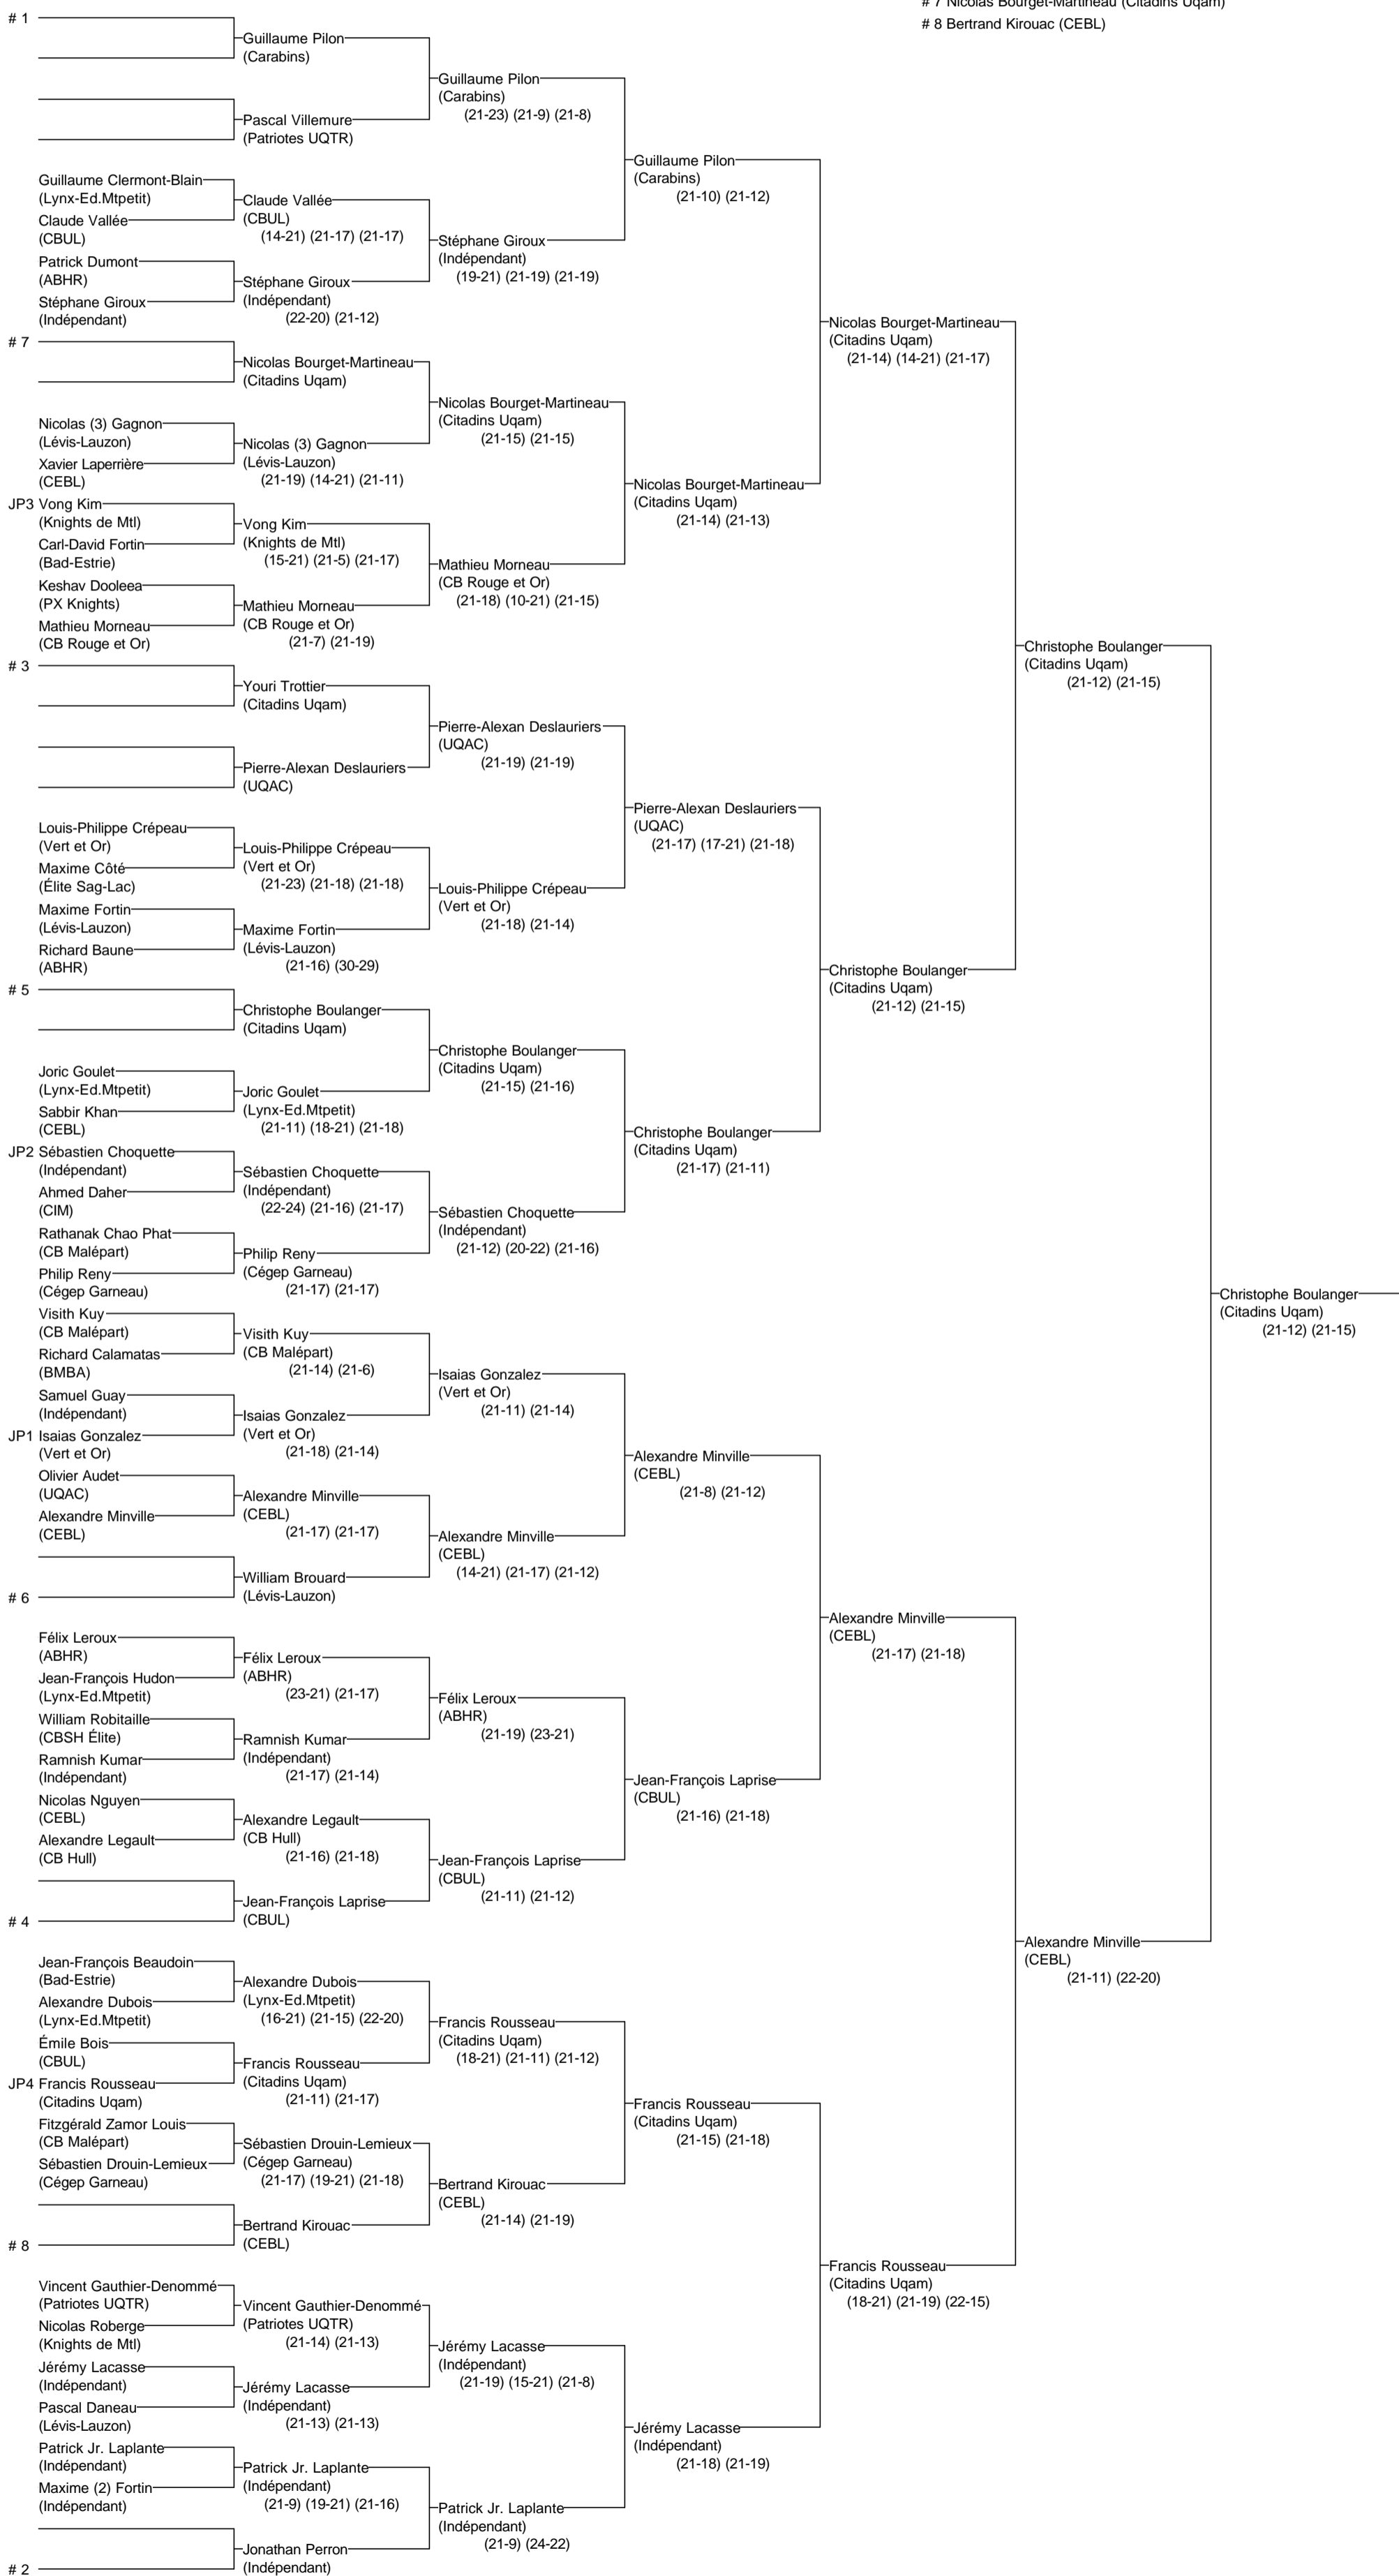 # 7 Nicolas Bourget-Martineau (Citadins Uqam)
# 8 Bertrand Kirouac (CEBL)
# 1
Guillaume Pilon
(Carabins)
Pascal Villemure
(Patriotes UQTR)
Guillaume Pilon
(Carabins)
(21-23) (21-9) (21-8)
Guillaume Clermont-Blain
(Lynx-Ed.Mtpetit)
Claude Vallée
(CBUL)
Claude Vallée
(CBUL)
(14-21) (21-17) (21-17)
Patrick Dumont
(ABHR)
Stéphane Giroux
(Indépendant)
Stéphane Giroux
(Indépendant)
(22-20) (21-12)
Stéphane Giroux
(Indépendant)
(19-21) (21-19) (21-19)
Guillaume Pilon
(Carabins)
(21-10) (21-12)
# 7
Nicolas Bourget-Martineau
(Citadins Uqam)
Nicolas (3) Gagnon
(Lévis-Lauzon)
Xavier Laperrière
(CEBL)
Nicolas (3) Gagnon
(Lévis-Lauzon)
(21-19) (14-21) (21-11)
Nicolas Bourget-Martineau
(Citadins Uqam)
(21-15) (21-15)
JP3 Vong Kim
(Knights de Mtl)
Carl-David Fortin
(Bad-Estrie)
Vong Kim
(Knights de Mtl)
(15-21) (21-5) (21-17)
Keshav Dooleea
(PX Knights)
Mathieu Morneau
(CB Rouge et Or)
Mathieu Morneau
(CB Rouge et Or)
(21-7) (21-19)
Mathieu Morneau
(CB Rouge et Or)
(21-18) (10-21) (21-15)
Nicolas Bourget-Martineau
(Citadins Uqam)
(21-14) (21-13)
Nicolas Bourget-Martineau
(Citadins Uqam)
(21-14) (14-21) (21-17)
# 3
Youri Trottier
(Citadins Uqam)
Pierre-Alexan Deslauriers
(UQAC)
Pierre-Alexan Deslauriers
(UQAC)
(21-19) (21-19)
Louis-Philippe Crépeau
(Vert et Or)
Maxime Côté
(Élite Sag-Lac)
Louis-Philippe Crépeau
(Vert et Or)
(21-23) (21-18) (21-18)
Maxime Fortin
(Lévis-Lauzon)
Richard Baune
(ABHR)
Maxime Fortin
(Lévis-Lauzon)
(21-16) (30-29)
Louis-Philippe Crépeau
(Vert et Or)
(21-18) (21-14)
Pierre-Alexan Deslauriers
(UQAC)
(21-17) (17-21) (21-18)
# 5
Christophe Boulanger
(Citadins Uqam)
Joric Goulet
(Lynx-Ed.Mtpetit)
Sabbir Khan
(CEBL)
Joric Goulet
(Lynx-Ed.Mtpetit)
(21-11) (18-21) (21-18)
Christophe Boulanger
(Citadins Uqam)
(21-15) (21-16)
JP2 Sébastien Choquette
(Indépendant)
Ahmed Daher
(CIM)
Sébastien Choquette
(Indépendant)
(22-24) (21-16) (21-17)
Rathanak Chao Phat
(CB Malépart)
Philip Reny
(Cégep Garneau)
Philip Reny
(Cégep Garneau)
(21-17) (21-17)
Sébastien Choquette
(Indépendant)
(21-12) (20-22) (21-16)
Christophe Boulanger
(Citadins Uqam)
(21-17) (21-11)
Christophe Boulanger
(Citadins Uqam)
(21-12) (21-15)
Christophe Boulanger
(Citadins Uqam)
(21-12) (21-15)
Christophe Boulanger
(Citadins Uqam)
(21-12) (21-15)
Visith Kuy
(CB Malépart)
Richard Calamatas
(BMBA)
Visith Kuy
(CB Malépart)
(21-14) (21-6)
Samuel Guay
(Indépendant)
JP1 Isaias Gonzalez
(Vert et Or)
Isaias Gonzalez
(Vert et Or)
(21-18) (21-14)
Isaias Gonzalez
(Vert et Or)
(21-11) (21-14)
Olivier Audet
(UQAC)
Alexandre Minville
(CEBL)
Alexandre Minville
(CEBL)
(21-17) (21-17)
William Brouard
(Lévis-Lauzon)
# 6
Alexandre Minville
(CEBL)
(14-21) (21-17) (21-12)
Alexandre Minville
(CEBL)
(21-8) (21-12)
Félix Leroux
(ABHR)
Jean-François Hudon
(Lynx-Ed.Mtpetit)
Félix Leroux
(ABHR)
(23-21) (21-17)
William Robitaille
(CBSH Élite)
Ramnish Kumar
(Indépendant)
Ramnish Kumar
(Indépendant)
(21-17) (21-14)
Félix Leroux
(ABHR)
(21-19) (23-21)
Nicolas Nguyen
(CEBL)
Alexandre Legault
(CB Hull)
Alexandre Legault
(CB Hull)
(21-16) (21-18)
Jean-François Laprise
(CBUL)
# 4
Jean-François Laprise
(CBUL)
(21-11) (21-12)
Jean-François Laprise
(CBUL)
(21-16) (21-18)
Alexandre Minville
(CEBL)
(21-17) (21-18)
Jean-François Beaudoin
(Bad-Estrie)
Alexandre Dubois
(Lynx-Ed.Mtpetit)
Alexandre Dubois
(Lynx-Ed.Mtpetit)
(16-21) (21-15) (22-20)
Émile Bois
(CBUL)
JP4 Francis Rousseau
(Citadins Uqam)
Francis Rousseau
(Citadins Uqam)
(21-11) (21-17)
Francis Rousseau
(Citadins Uqam)
(18-21) (21-11) (21-12)
Fitzgérald Zamor Louis
(CB Malépart)
Sébastien Drouin-Lemieux
(Cégep Garneau)
Sébastien Drouin-Lemieux
(Cégep Garneau)
(21-17) (19-21) (21-18)
Bertrand Kirouac
(CEBL)
# 8
Bertrand Kirouac
(CEBL)
(21-14) (21-19)
Francis Rousseau
(Citadins Uqam)
(21-15) (21-18)
Alexandre Minville
(CEBL)
(21-11) (22-20)
Vincent Gauthier-Denommé
(Patriotes UQTR)
Nicolas Roberge
(Knights de Mtl)
Vincent Gauthier-Denommé
(Patriotes UQTR)
(21-14) (21-13)
Jérémy Lacasse
(Indépendant)
Pascal Daneau
(Lévis-Lauzon)
Jérémy Lacasse
(Indépendant)
(21-13) (21-13)
Jérémy Lacasse
(Indépendant)
(21-19) (15-21) (21-8)
Patrick Jr. Laplante
(Indépendant)
Maxime (2) Fortin
(Indépendant)
Patrick Jr. Laplante
(Indépendant)
(21-9) (19-21) (21-16)
Jonathan Perron
(Indépendant)
# 2
Patrick Jr. Laplante
(Indépendant)
(21-9) (24-22)
Jérémy Lacasse
(Indépendant)
(21-18) (21-19)
Francis Rousseau
(Citadins Uqam)
(18-21) (21-19) (22-15)